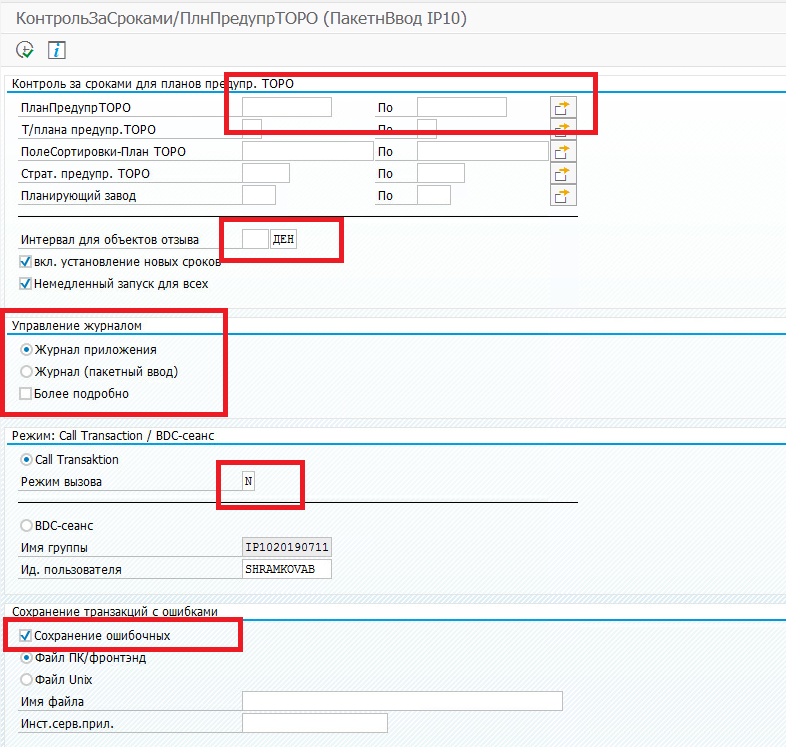 КонтрольЗаСроками/ПлнПредупрТОРО (ПакетнВвод IP10)
Контроль за сроками для планов предупр. ТОРО
ПланПредупрТОРО По
Т/плана предупр.ТОРО По
ПолеСортировки-План ТОРО По
Страт. предупр. ТОРО По
Планирующий завод По
Интервал для объектов отзыва ДЕН
вкл. установление новых сроков
Немедленный запуск для всех
Управление журналом
Журнал приложения
Журнал (пакетный ввод)
Более подробно
Режим: Call Transaction / BDC-сеанс
Call Transaktion
Режим вызова N
BDC-сеанс
Имя группы IP1020190711
Ид. пользователя SHRAMKOVAB
Сохранение транзакций с ошибками
Сохранение ошибочных
Файл ПК/фронтэнд
Файл Unix
Имя файла
Инст.серв.прил.